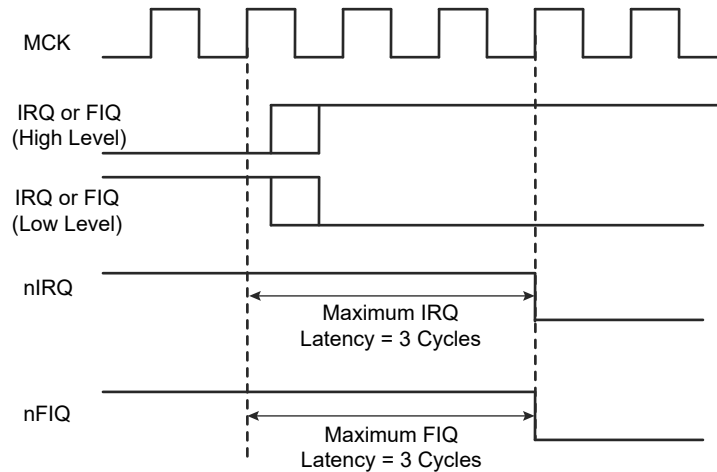 MCK
IRQ or FIQ
(High Level)
IRQ or FIQ
(Low Level)
nIRQ
Maximum IRQ
Latency = 3 Cycles
nFIQ
Maximum FIQ
Latency = 3 Cycles